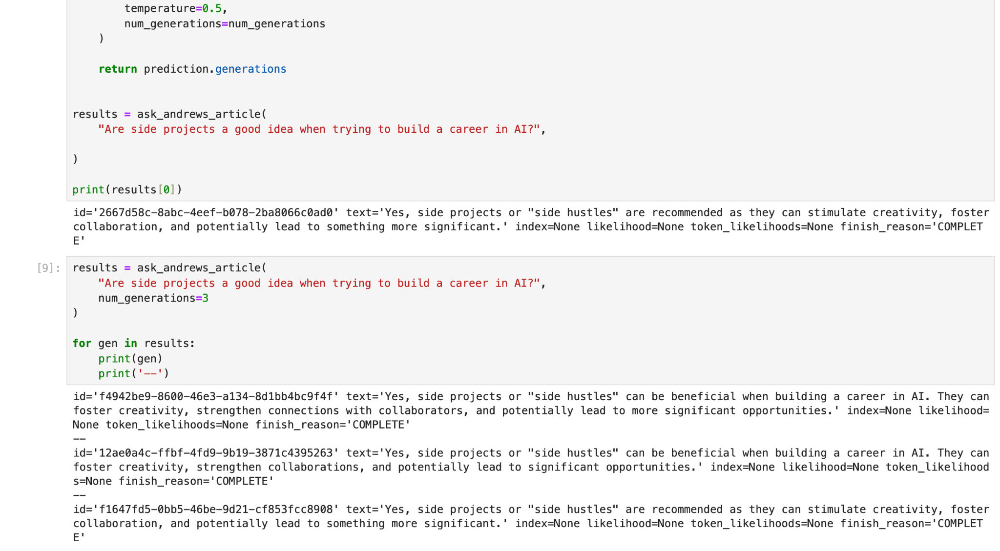 temperature=0.5,
num_generations=num_generations
)
return prediction.generations
results = ask_andrews_article(
"Are side projects a good idea when trying to build a career in AI?",
)
print(results[0])
id='2667d58c-8abc-4eef-b078-2ba8066c0ad0' text='Yes, side projects or "side hustles" are recommended as they can stimulate creativity, foster
collaboration, and potentially lead to something more significant.' index=None likelihood=None token_likelihoods=None finish_reason='COMPLET
E'
[9]: results = ask_andrews_article(
"Are side projects a good idea when trying to build a career in AI?",
num_generations=3
)
for gen in results:
print(gen)
print('--')
id='f4942be9-8600-46e3-a134-8d1bb4bc9f4f' text='Yes, side projects or "side hustles" can be beneficial when building a career in AI. They can
foster creativity, strengthen connections with collaborators, and potentially lead to more significant opportunities.' index=None likelihood=
None token_likelihoods=None finish_reason='COMPLETE'
--
id='12ae0a4c-ffbf-4fd9-9b19-3871c4395263' text='Yes, side projects or "side hustles" can be beneficial when building a career in AI. They can
foster creativity, strengthen collaborations, and potentially lead to significant opportunities.' index=None likelihood=None token_likelihood
s=None finish_reason='COMPLETE'
--
id='f1647fd5-0bb5-46be-9d21-cf853fcc8908' text='Yes, side projects or "side hustles" are recommended as they can stimulate creativity, foster
collaboration, and potentially lead to something more significant.' index=None likelihood=None token_likelihoods=None finish_reason='COMPLET
E'